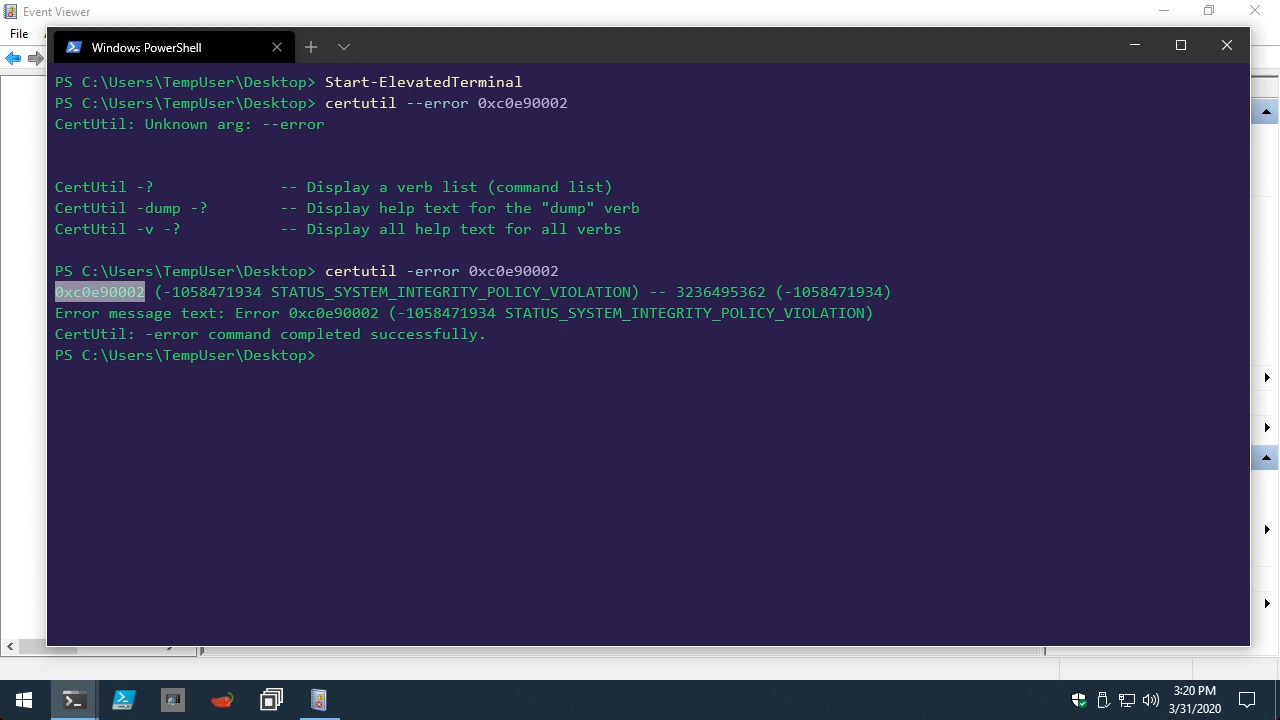 Event Viewer
File
Windows PowerShell
PS C:\Users\TempUser\Desktop> Start-ElevatedTerminal
PS C:\Users\TempUser\Desktop> certutil --error 0xc0e90002
CertUtil: Unknown arg: --error
CertUtil -?              -- Display a verb list (command list)
CertUtil -dump -?        -- Display help text for the "dump" verb
CertUtil -v -?           -- Display all help text for all verbs
PS C:\Users\TempUser\Desktop> certutil -error 0xc0e90002
0xc0e90002 (-1058471934 STATUS_SYSTEM_INTEGRITY_POLICY_VIOLATION) -- 3236495362 (-1058471934)
Error message text: Error 0xc0e90002 (-1058471934 STATUS_SYSTEM_INTEGRITY_POLICY_VIOLATION)
CertUtil: -error command completed successfully.
PS C:\Users\TempUser\Desktop>
3:20 PM
3/31/2020